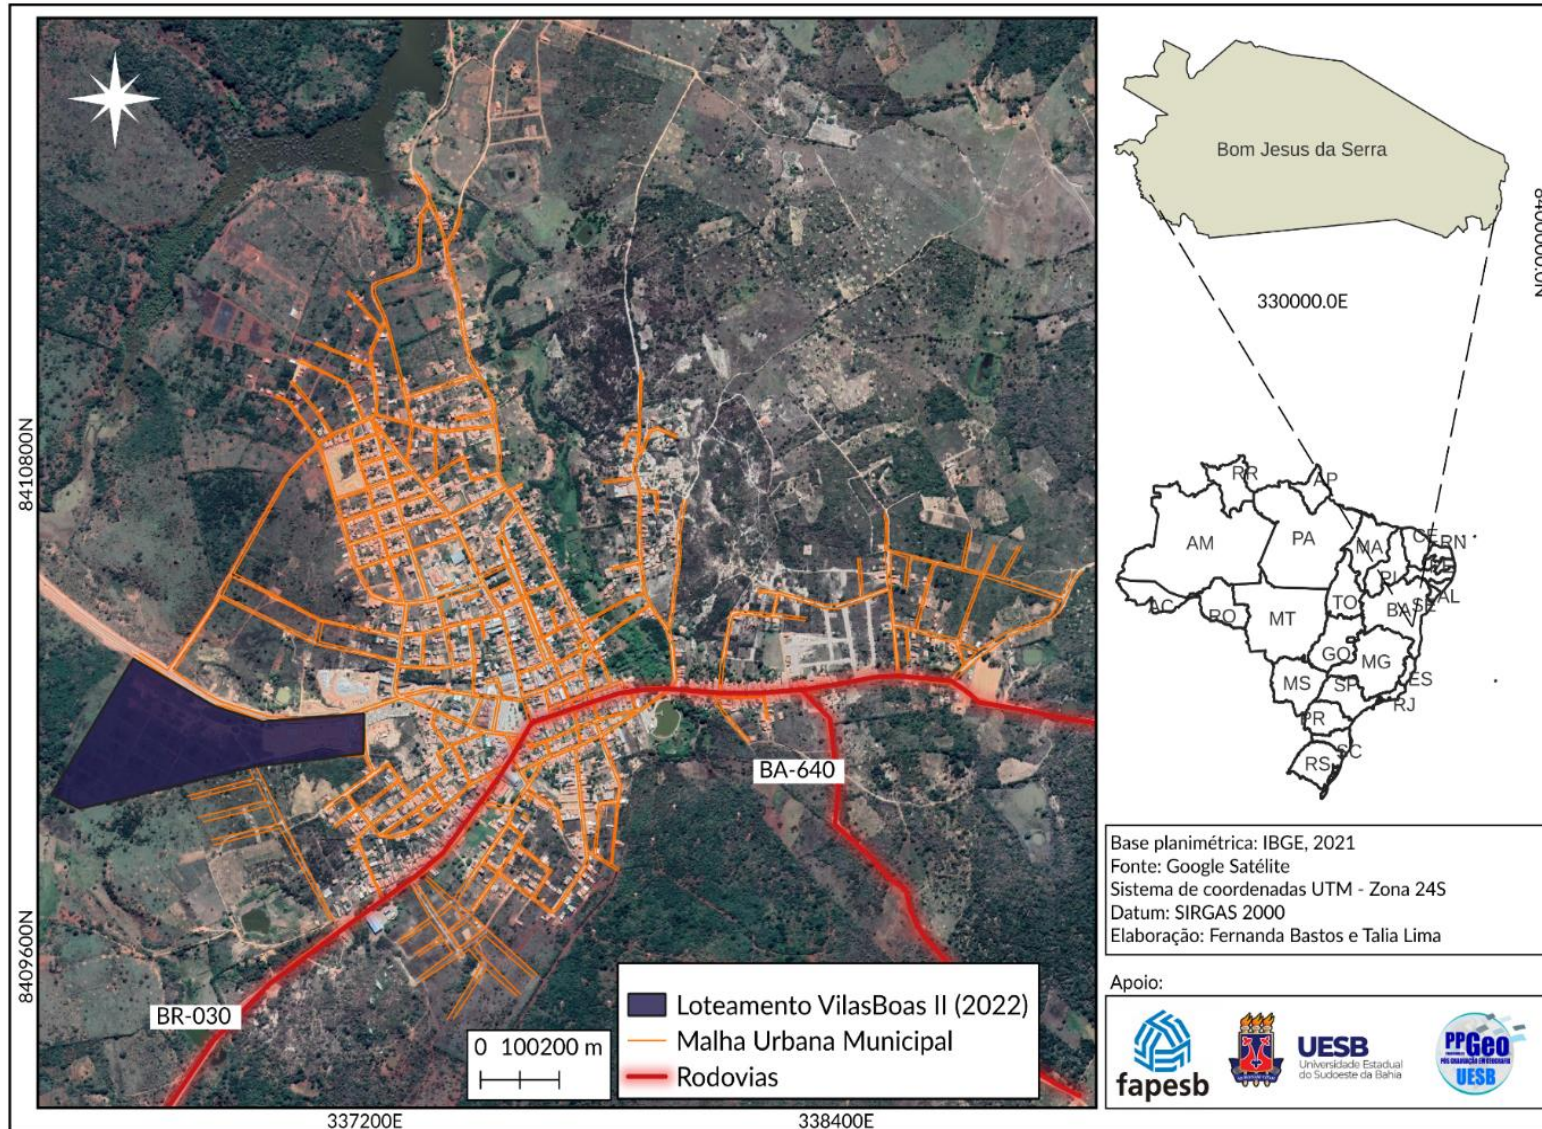 8410800N
8409600N
337200E
338400E
BR-030
BA-640
0 100200 m
Loteamento VilasBoas II (2022)
Malha Urbana Municipal
Rodovias
Bom Jesus da Serra
8400000.0N
330000.0E
RR
AP
AM
PA
MA
CE
RN
PI
AC
RO
MT
TO
BA
SE
AL
GO
MG
MS
SP
ES
RJ
PR
SC
RS
Base planimétrica: IBGE, 2021
Fonte: Google Satélite
Sistema de coordenadas UTM - Zona 24S
Datum: SIRGAS 2000
Elaboração: Fernanda Bastos e Talia Lima
Apoio:
fapesb
UESB
Universidade Estadual
do Sudoeste da Bahia
PPGeo
UESB